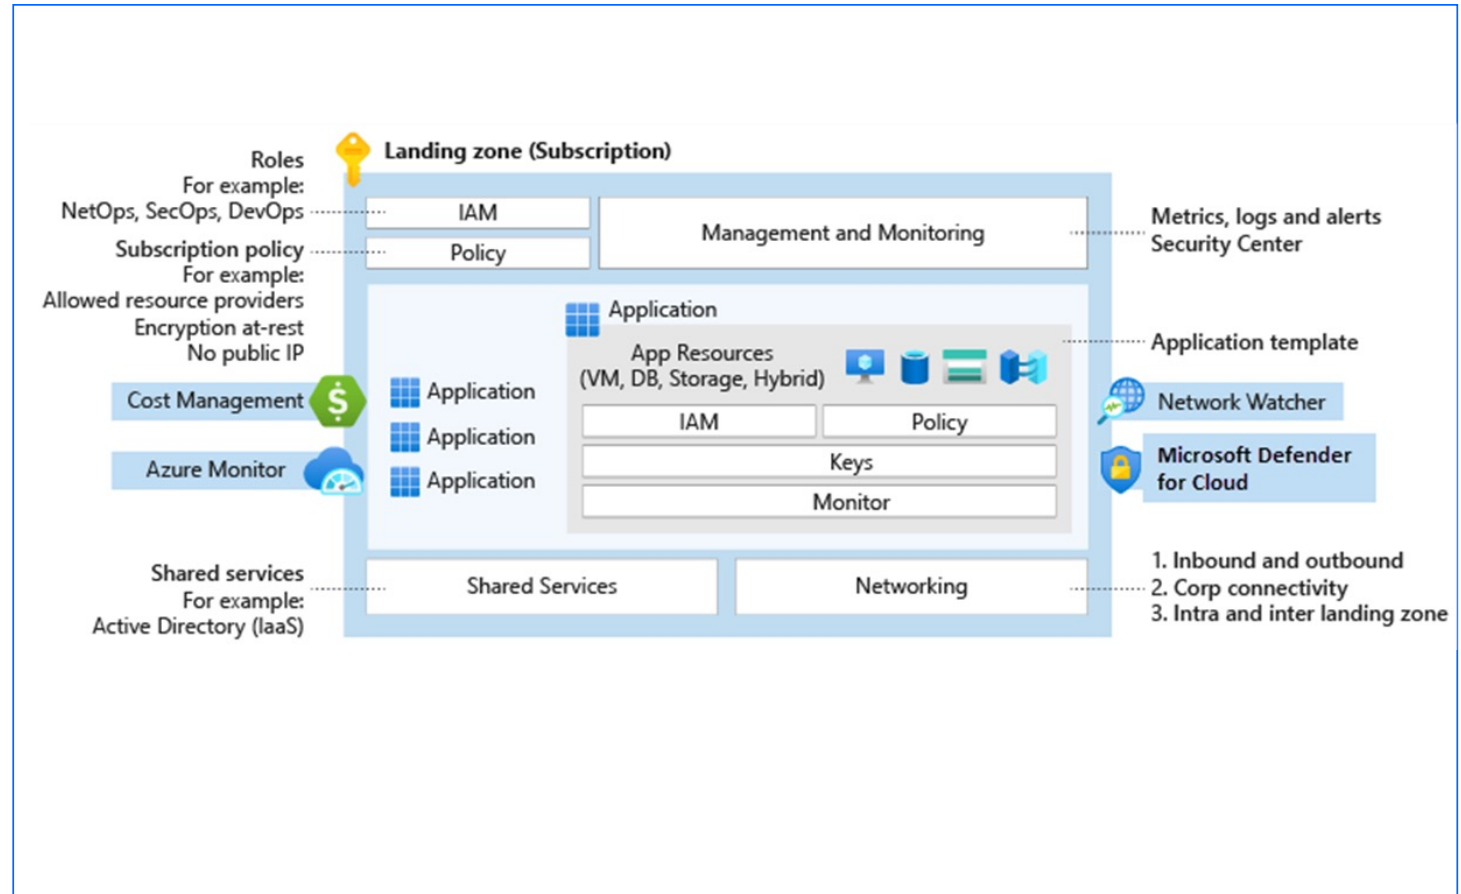 Landing zone (Subscription)
Roles
For example:
NetOps, SecOps, DevOps
Subscription policy
For example:
Allowed resource providers
Encryption at-rest
No public IP
Cost Management
Azure Monitor
Shared services
For example:
Active Directory (IaaS)
IAM
Policy
Management and Monitoring
Application
Application
Application
Application
App Resources
(VM, DB, Storage, Hybrid)
IAM
Policy
Keys
Monitor
Shared Services
Networking
Metrics, logs and alerts
Security Center
Application template
Network Watcher
Microsoft Defender
for Cloud
1. Inbound and outbound
2. Corp connectivity
3. Intra and inter landing zone